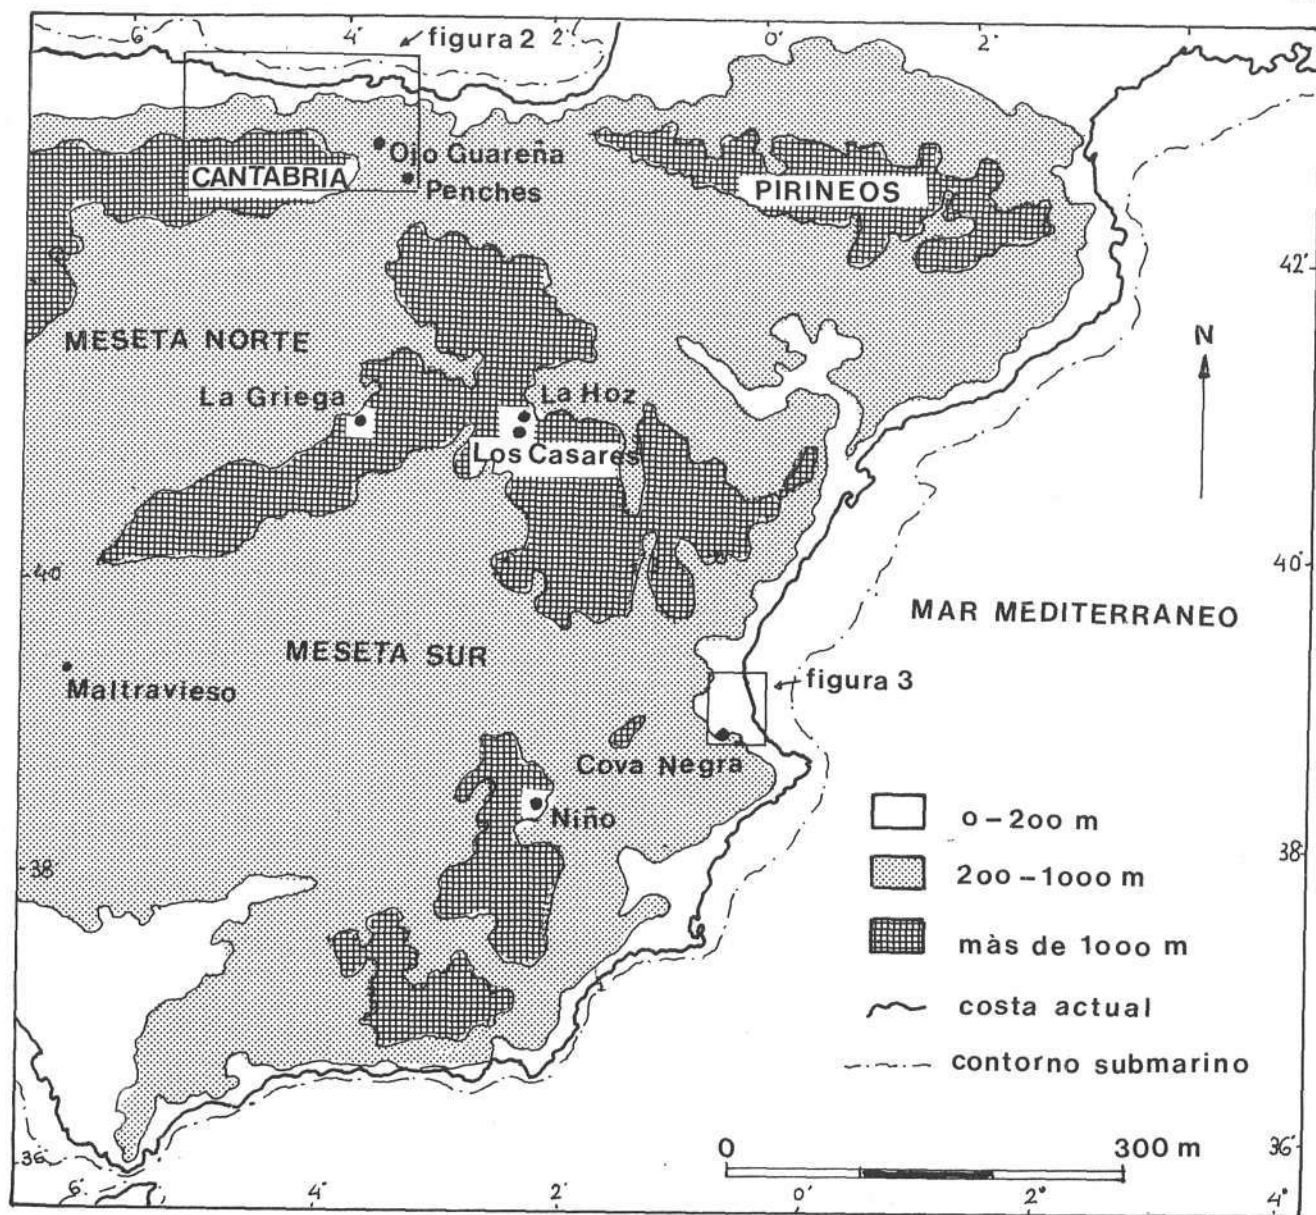 6'
4'
2'
0'
2'
figura 2
Ojo Guareña
CANTABRIA
Penches
PIRINEOS
42'
MESETA NORTE
N
La Griega
La Hoz
Los Casares
40
40'
MAR MEDITERRANEO
MESETA SUR
Maltravieso
figura 3
Cova Negra
Niño
0-200 m
38'
38'
200-1000 m
màs de 1000 m
costa actual
contorno submarino
0
300 m
36'
36'
6'
4'
2'
0'
2°
4°